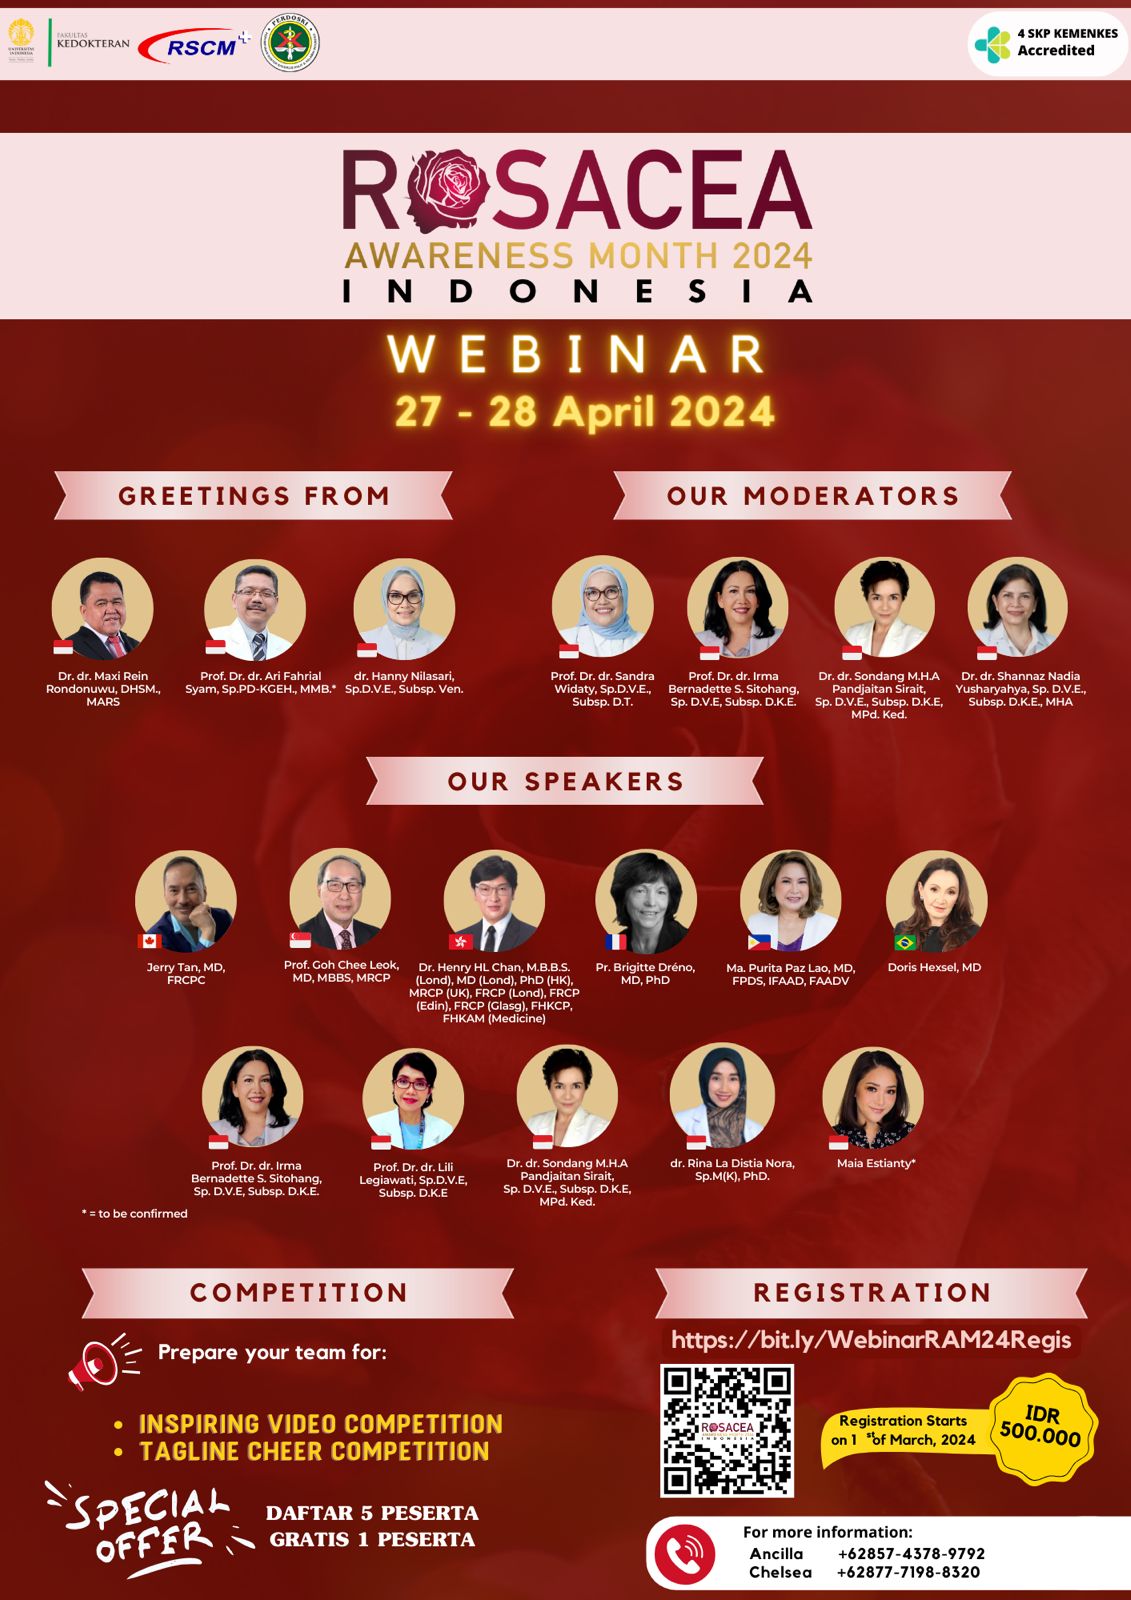 UNIVERSITAS
INDONESIA
FAKULTAS
KEDOKTERAN
RSCM
PERDOSKI
4 SKP KEMENKES
Accredited
ROSACEA
AWARENESS MONTH 2024
INDONESIA
WEBINAR
27 - 28 April 2024
GREETINGS FROM
Dr. dr. Maxi Rein
Rondonuwu, DHSM.,
MARS
Prof. Dr. dr. Ari Fahrial
Syam, Sp.PD-KGEH., MMB.*
dr. Hanny Nilasari,
Sp.D.V.E., Subsp. Ven.
OUR MODERATORS
Prof. Dr. dr. Sandra
Widaty, Sp.D.V.E.,
Subsp. D.T.
Prof. Dr. dr. Irma
Bernadette S. Sitohang,
Sp. D.V.E, Subsp. D.K.E.
Dr. dr. Sondang M.H.A
Pandjaitan Sirait,
Sp. D.V.E., Subsp. D.K.E,
MPd. Ked.
Dr. dr. Shannaz Nadia
Yusharyahya, Sp. D.V.E.,
Subsp. D.K.E., MHA
OUR SPEAKERS
Jerry Tan, MD,
FRCPC
Prof. Goh Chee Leok,
MD, MBBS, MRCP
Dr. Henry HL Chan, M.B.B.S.
(Lond), MD (Lond), PhD (HK),
MRCP (UK), FRCP (Lond), FRCP
(Edin), FRCP (Glasg), FHKCP,
FHKAM (Medicine)
Pr. Brigitte Dréno,
MD, PhD
Ma. Purita Paz Lao, MD,
FPDS, IFAAD, FAADV
Doris Hexsel, MD
Prof. Dr. dr. Irma
Bernadette S. Sitohang,
Sp. D.V.E, Subsp. D.K.E.
Prof. Dr. dr. Lili
Legiawati, Sp.D.V.E,
Subsp. D.K.E
Dr. dr. Sondang M.H.A
Pandjaitan Sirait,
Sp. D.V.E., Subsp. D.K.E,
MPd. Ked.
dr. Rina La Distia Nora,
Sp.M(K), PhD.
Maia Estianty*
* = to be confirmed
COMPETITION
Prepare your team for:
• INSPIRING VIDEO COMPETITION
• TAGLINE CHEER COMPETITION
SPECIAL
OFFER
DAFTAR 5 PESERTA
GRATIS 1 PESERTA
REGISTRATION
https://bit.ly/WebinarRAM24Regis
ROSACEA
INDONESIA
Registration Starts
on 1st of March, 2024
IDR
500.000
For more information:
Ancilla +62857-4378-9792
Chelsea +62877-7198-8320